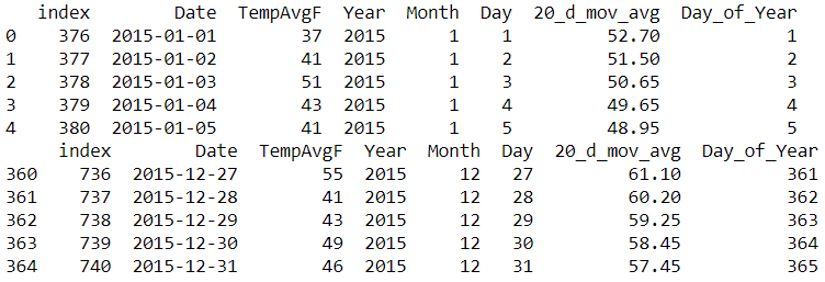 index Date TempAvgF Year Month Day 20_d_mov_avg Day_of_Year
0 376 2015-01-01 37 2015 1 1 52.70 1
1 377 2015-01-02 41 2015 1 2 51.50 2
2 378 2015-01-03 51 2015 1 3 50.65 3
3 379 2015-01-04 43 2015 1 4 49.65 4
4 380 2015-01-05 41 2015 1 5 48.95 5
index Date TempAvgF Year Month Day 20_d_mov_avg Day_of_Year
360 736 2015-12-27 55 2015 12 27 61.10 361
361 737 2015-12-28 41 2015 12 28 60.20 362
362 738 2015-12-29 43 2015 12 29 59.25 363
363 739 2015-12-30 49 2015 12 30 58.45 364
364 740 2015-12-31 46 2015 12 31 57.45 365